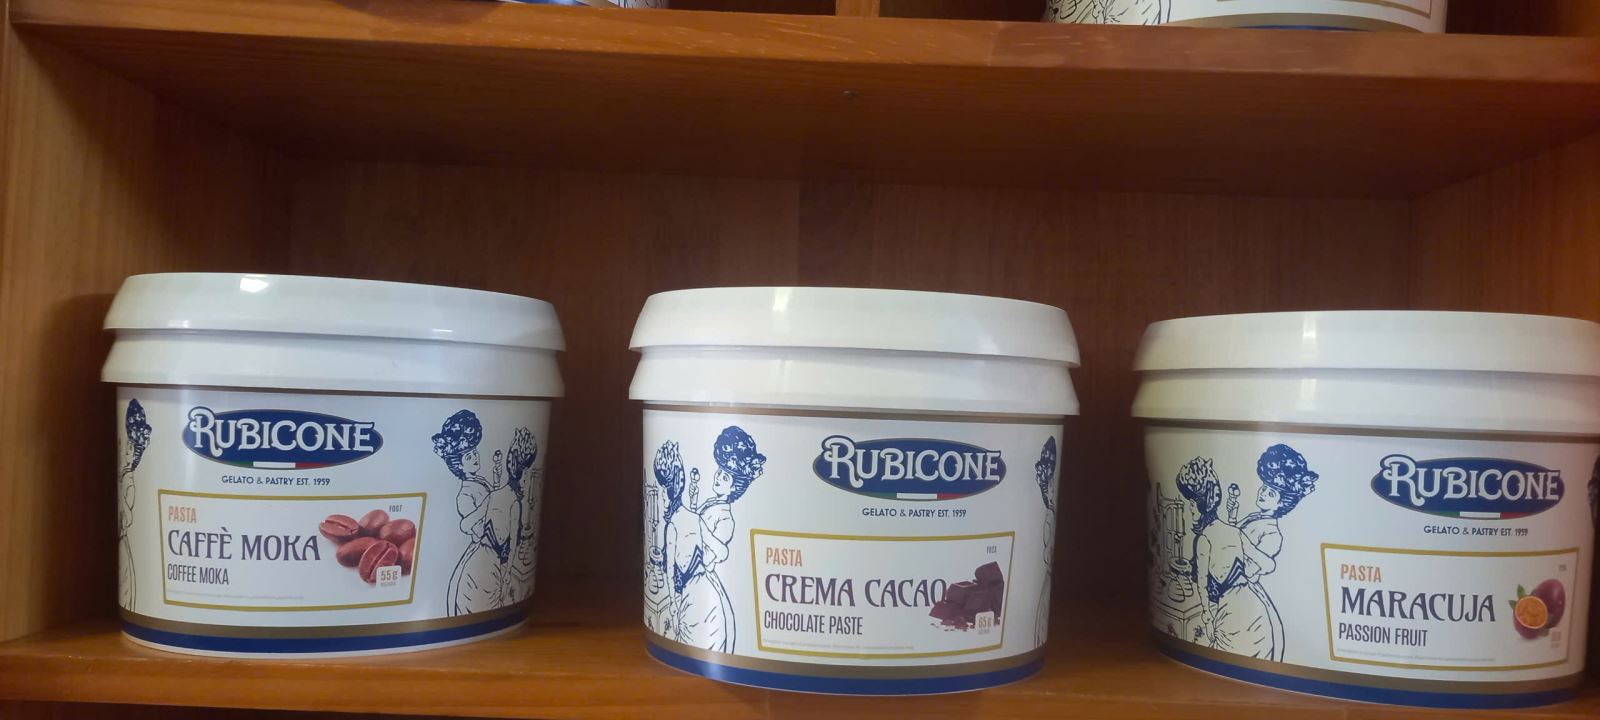 RUBICONE
GELATO & PASTRY EST. 1959
PASTA
CAFFÈ MOKA
COFFEE MOKA
55g
RUBICONE
GELATO & PASTRY EST. 1959
PASTA
CREMA CACAO
CHOCOLATE PASTE
65g
RUBICONE
GELATO & PASTRY EST. 1959
PASTA
MARACUJA
PASSION FRUIT